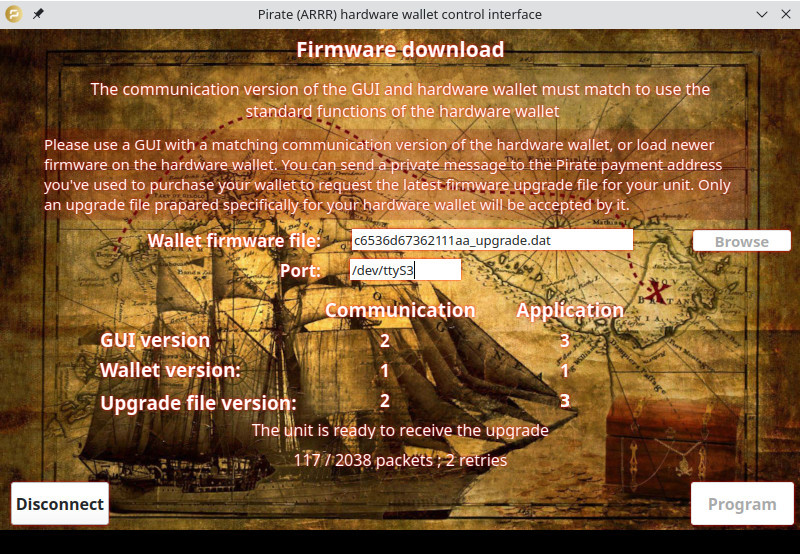 Pirate (ARRR) hardware wallet control interface
Firmware download
The communication version of the GUI and hardware wallet must match to use the
standard functions of the hardware wallet
Please use a GUI with a matching communication version of the hardware wallet, or load newer
firmware on the hardware wallet. You can send a private message to the Pirate payment address
you've used to purchase your wallet to request the latest firmware upgrade file for your unit. Only
an upgrade file prapared specifically for your hardware wallet will be accepted by it.
Wallet firmware file: c6536d67362111aa_upgrade.dat Browse
Port: /dev/ttyS3
Communication Application
GUI version 2 3
Wallet version: 1 1
Upgrade file version: 2 3
The unit is ready to receive the upgrade
117 / 2038 packets ; 2 retries
Disconnect Program